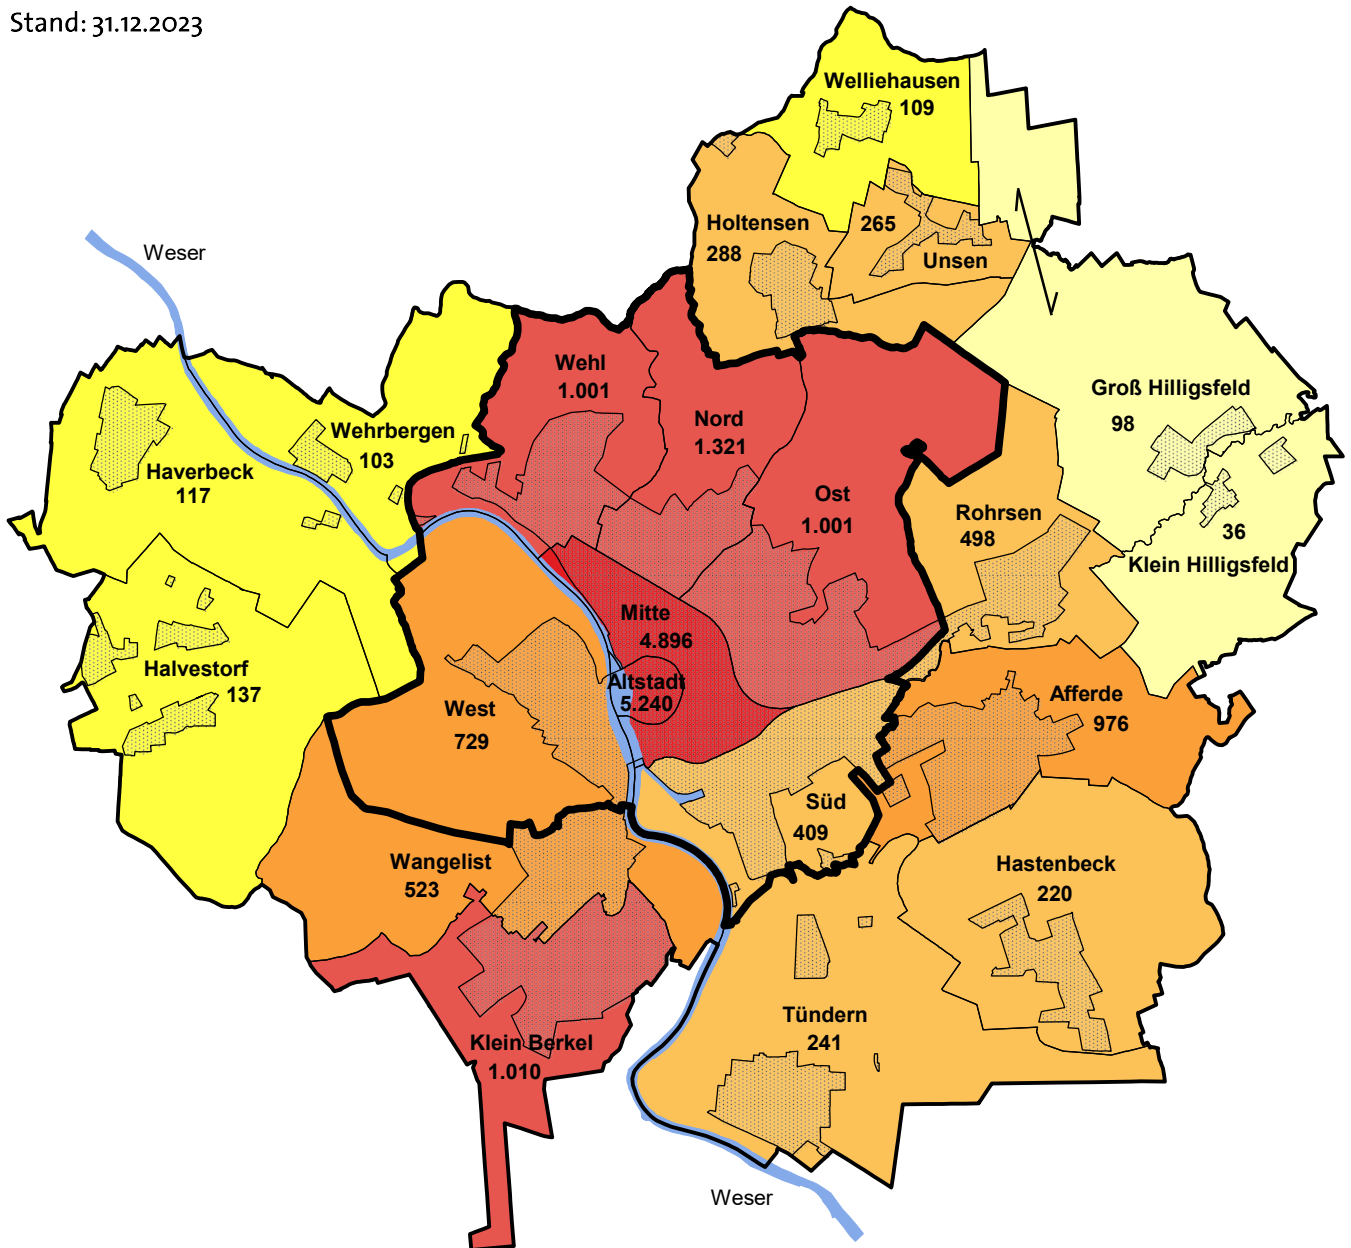 Stand: 31.12.2023
Welliehausen
109
Holtensen
288
265
Unsen
Weser
Wehl
1.001
Nord
1.321
Groß Hilligsfeld
98
Wehrbergen
103
Haverbeck
117
Ost
1.001
Rohrsen
498
36
Klein Hilligsfeld
Mitte
4.896
Altstadt
5.240
Halvestorf
137
West
729
Afferde
976
Süd
409
Wangelist
523
Hastenbeck
220
Tündern
241
Klein Berkel
1.010
Weser